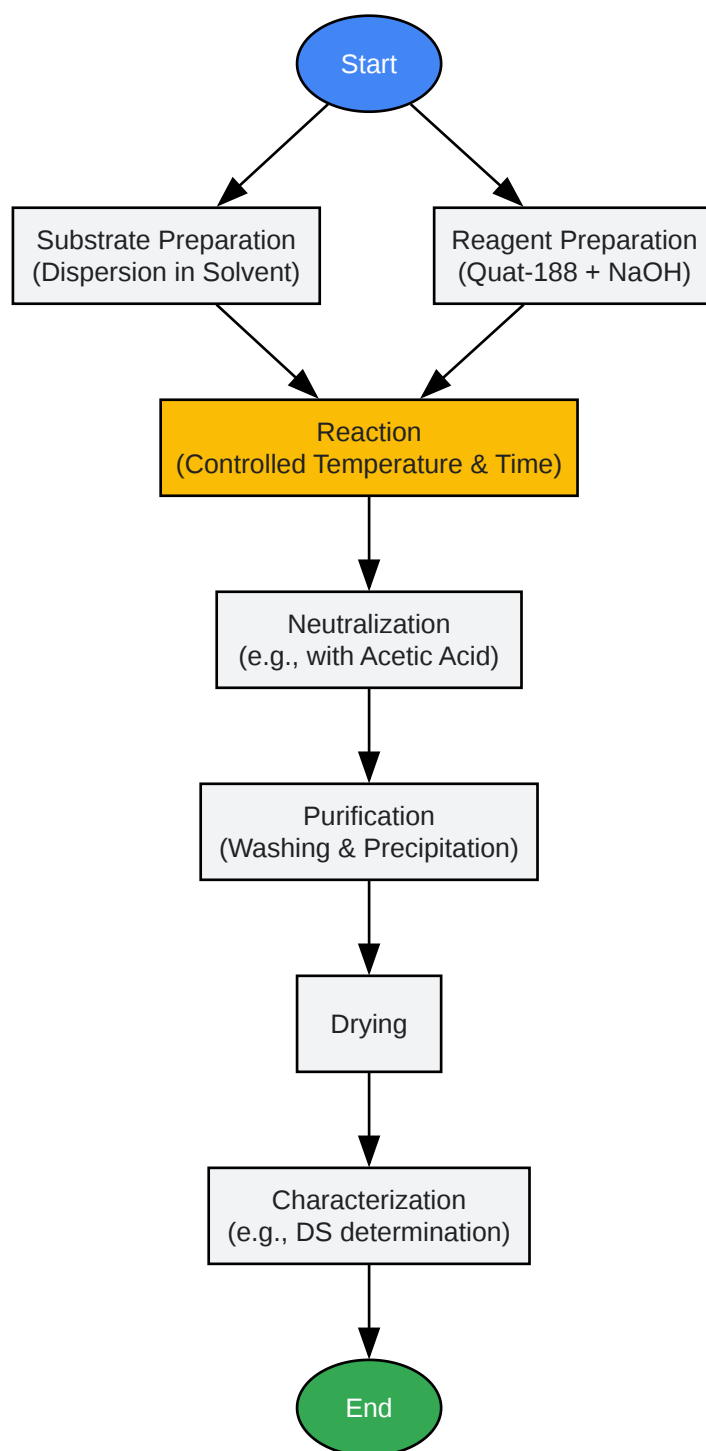 Start
Substrate Preparation
(Dispersion in Solvent)
Reagent Preparation
(Quat-188 + NaOH)
Reaction
(Controlled Temperature & Time)
Neutralization
(e.g., with Acetic Acid)
Purification
(Washing & Precipitation)
Drying
Characterization
(e.g., DS determination)
End